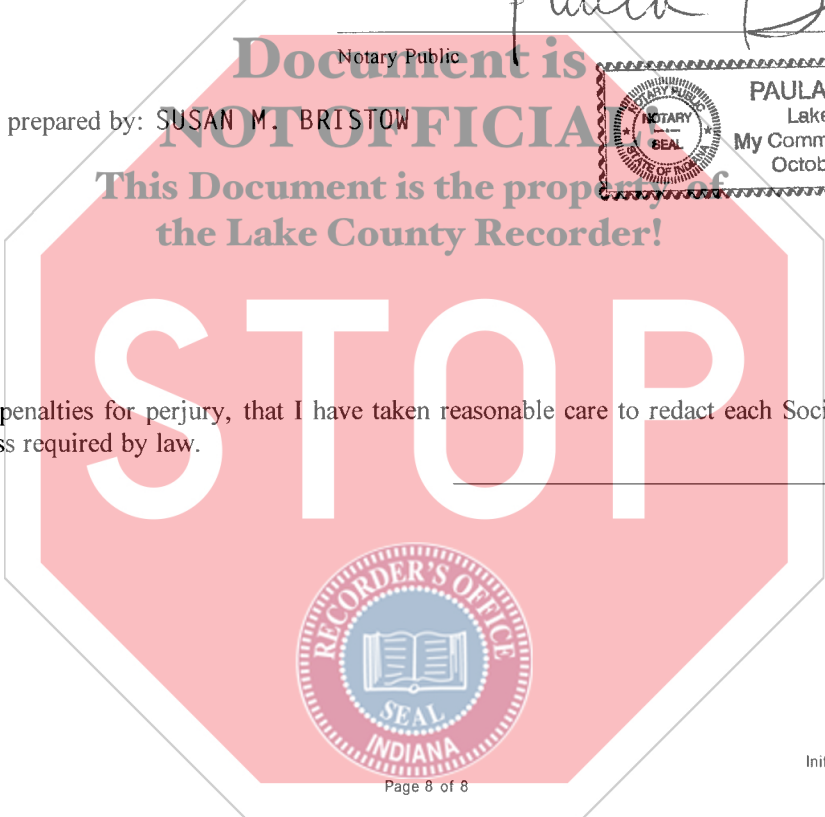 Document is
Notary Public
NOT OFFICIAL!
prepared by: SUSAN M. BRISTOW
PAULA
Lake
My Comm
Octob
NOTARY PUBLIC
NOTARY
SEAL
STATE OF INDIANA
This Document is the property of
the Lake County Recorder!
STOP
penalties for perjury, that I have taken reasonable care to redact each Soci
ss required by law.
RECORDER'S OFFICE
SEAL
INDIANA
Init
Page 8 of 8